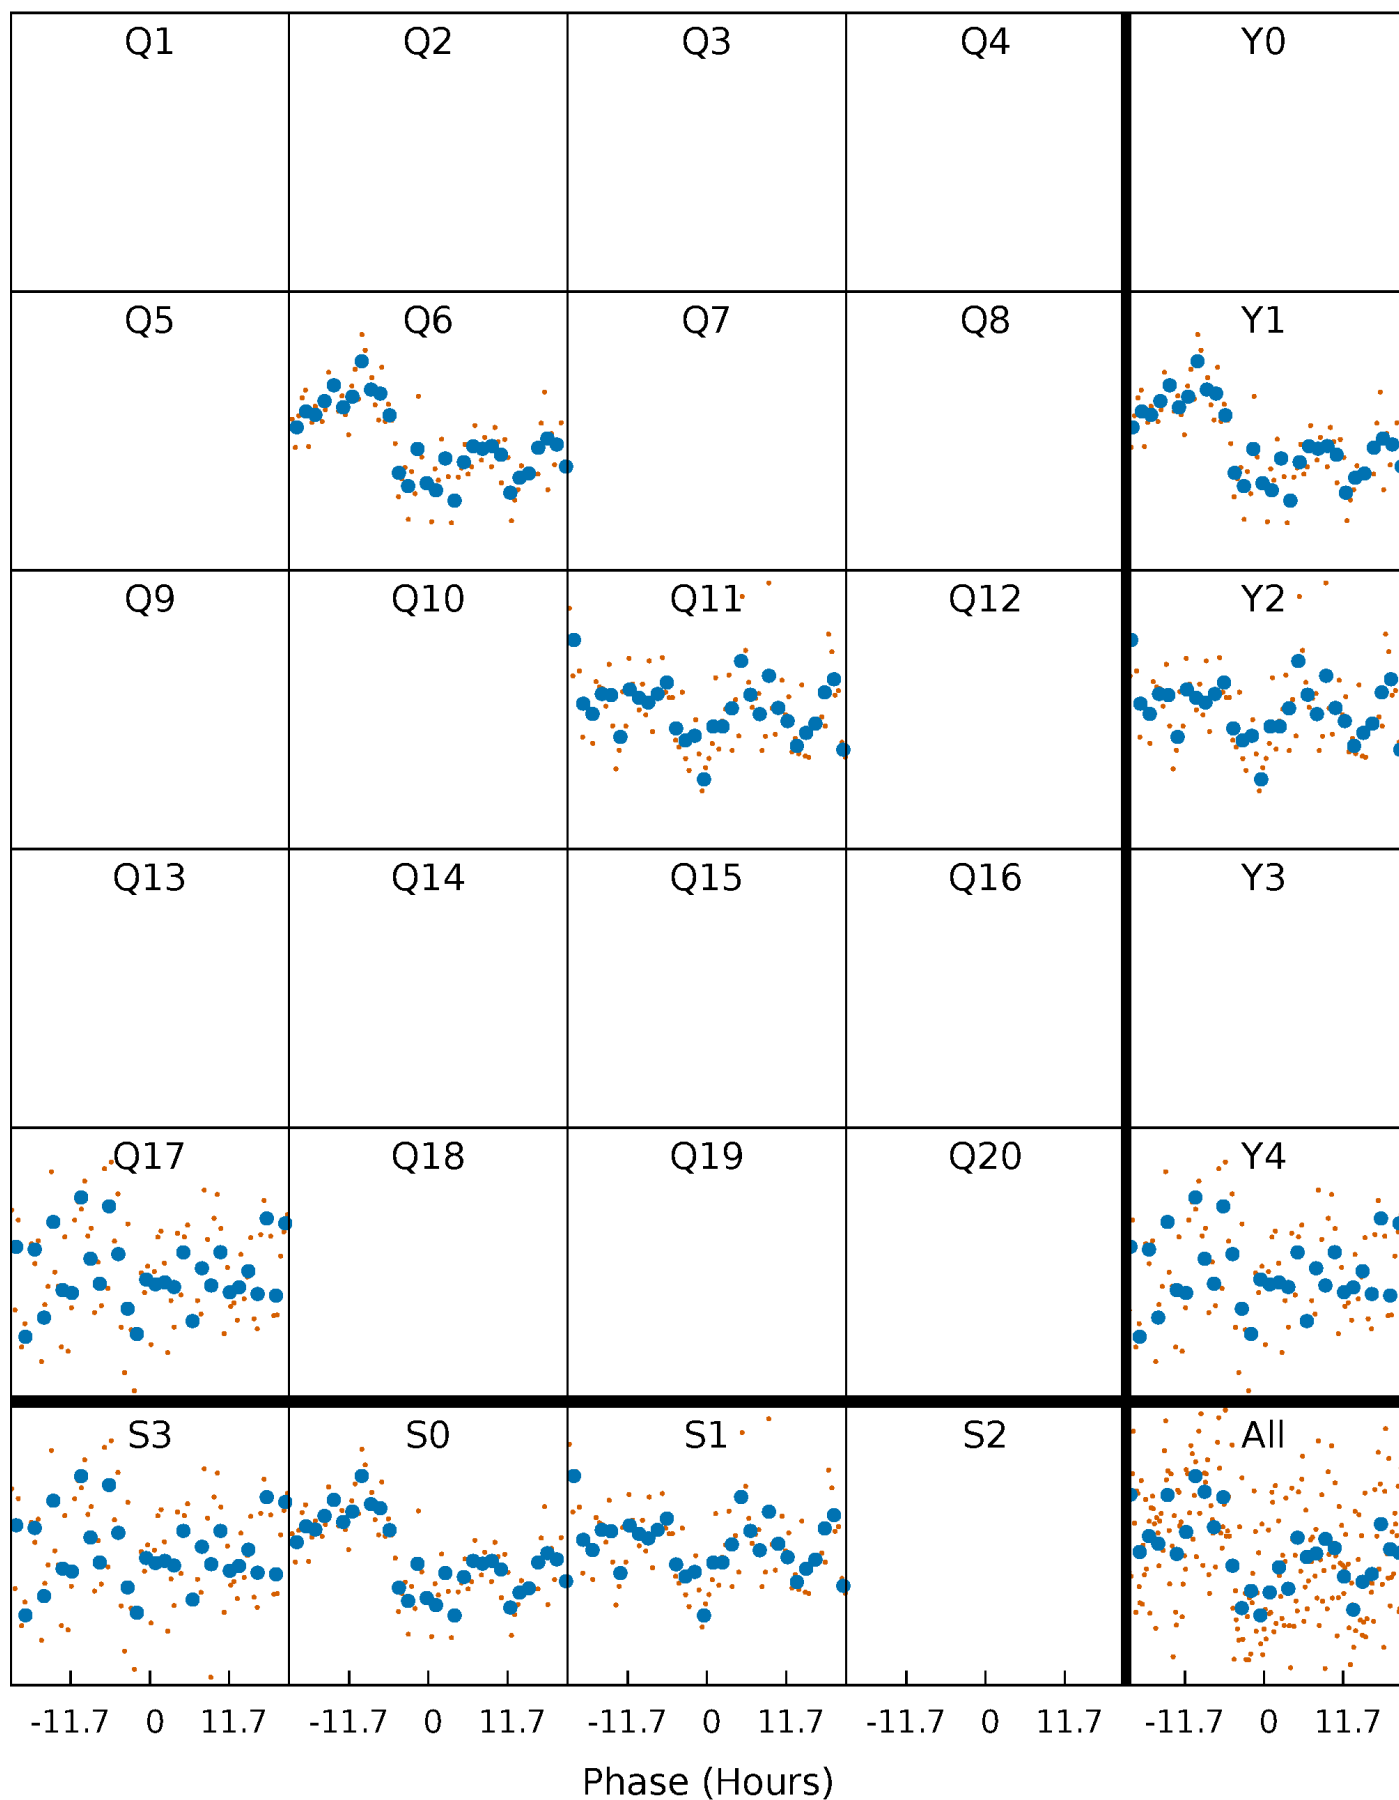 Q1 Q2 Q3 Q4 Y0
Q5 Q6 Q7 Q8 Y1
Q9 Q10 Q11 Q12 Y2
Q13 Q14 Q15 Q16 Y3
Q17 Q18 Q19 Q20 Y4
S3 S0 S1 S2 All
-11.7 0 11.7 -11.7 0 11.7 -11.7 0 11.7 -11.7 0 11.7 -11.7 0 11.7
Phase (Hours)